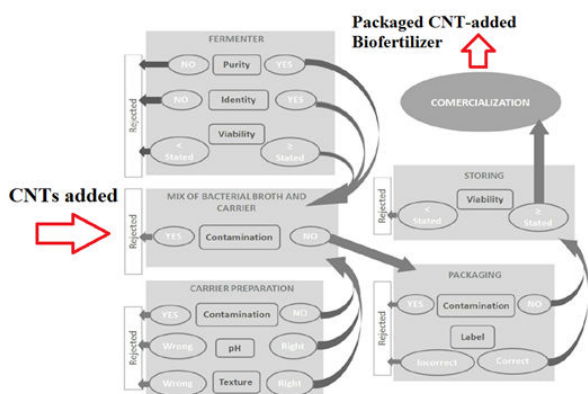 Packaged CNT-added
Biofertilizer
COMERCIALIZATION
FERMENTER
NO Purity YES
NO Identity YES
Viability
< Stated ≥ Stated
Rejected
CNTs added
MIX OF BACTERIAL BROTH AND
CARRIER
YES Contamination NO
Rejected
CARRIER PREPARATION
YES Contamination NO
Wrong pH Right
Wrong Texture Right
Rejected
STORING
Viability
< Stated ≥ Stated
Rejected
PACKAGING
YES Contamination NO
Label
Incorrect Correct
Rejected